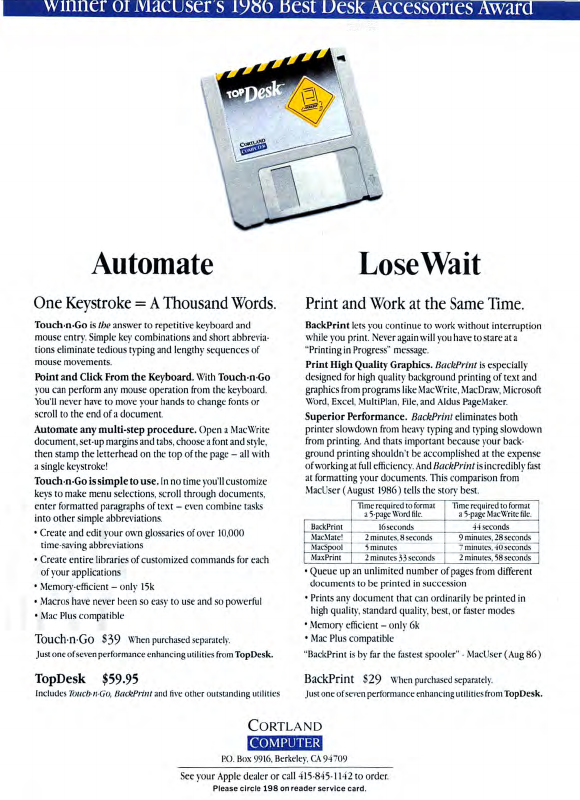 Winner of MacUser's 1986 Best Desk Accessories Award
TOP Desk™
CORTLAND
COMPUTER
Automate
One Keystroke = A Thousand Words.
Touch-n-Go is the answer to repetitive keyboard and
mouse entry. Simple key combinations and short abbrevia-
tions eliminate tedious typing and lengthy sequences of
mouse movements.
Point and Click From the Keyboard. With Touch-n-Go
you can perform any mouse operation from the keyboard.
You'll never have to move your hands to change fonts or
scroll to the end of a document.
Automate any multi-step procedure. Open a MacWrite
document, set-up margins and tabs, choose a font and style,
then stamp the letterhead on the top of the page – all with
a single keystroke!
Touch-n-Go is simple to use. In no time you'll customize
keys to make menu selections, scroll through documents,
enter formatted paragraphs of text – even combine tasks
into other simple abbreviations.
• Create and edit your own glossaries of over 10,000
time-saving abbreviations
• Create entire libraries of customized commands for each
of your applications
• Memory-efficient – only 15k
• Macros have never been so easy to use and so powerful
• Mac Plus compatible
Touch-n-Go $39 When purchased separately.
Just one of seven performance enhancing utilities from TopDesk.
TopDesk $59.95
Includes Touch-n-Go, BackPrint and five other outstanding utilities
Lose Wait
Print and Work at the Same Time.
BackPrint lets you continue to work without interruption
while you print. Never again will you have to stare at a
"Printing in Progress" message.
Print High Quality Graphics. BackPrint is especially
designed for high quality background printing of text and
graphics from programs like MacWrite, MacDraw, Microsoft
Word, Excel, MultiPlan, File, and Aldus PageMaker.
Superior Performance. BackPrint eliminates both
printer slowdown from heavy typing and typing slowdown
from printing. And thats important because your back-
ground printing shouldn't be accomplished at the expense
of working at full efficiency. And BackPrint is incredibly fast
at formatting your documents. This comparison from
MacUser (August 1986) tells the story best.
Time required to format a 5-page Word file. Time required to format a 5-page MacWrite file.
BackPrint 16 seconds 44 seconds
MacMate! 2 minutes, 8 seconds 9 minutes, 28 seconds
MacSpool 5 minutes 7 minutes, 40 seconds
MaxPrint 2 minutes 33 seconds 2 minutes, 58 seconds
• Queue up an unlimited number of pages from different
documents to be printed in succession
• Prints any document that can ordinarily be printed in
high quality, standard quality, best, or faster modes
• Memory efficient – only 6k
• Mac Plus compatible
"BackPrint is by far the fastest spooler" - MacUser (Aug 86)
BackPrint $29 When purchased separately.
Just one of seven performance enhancing utilities from TopDesk.
CORTLAND
COMPUTER
P.O. Box 9916, Berkeley, CA 94709
See your Apple dealer or call 415-845-1142 to order.
Please circle 198 on reader service card.